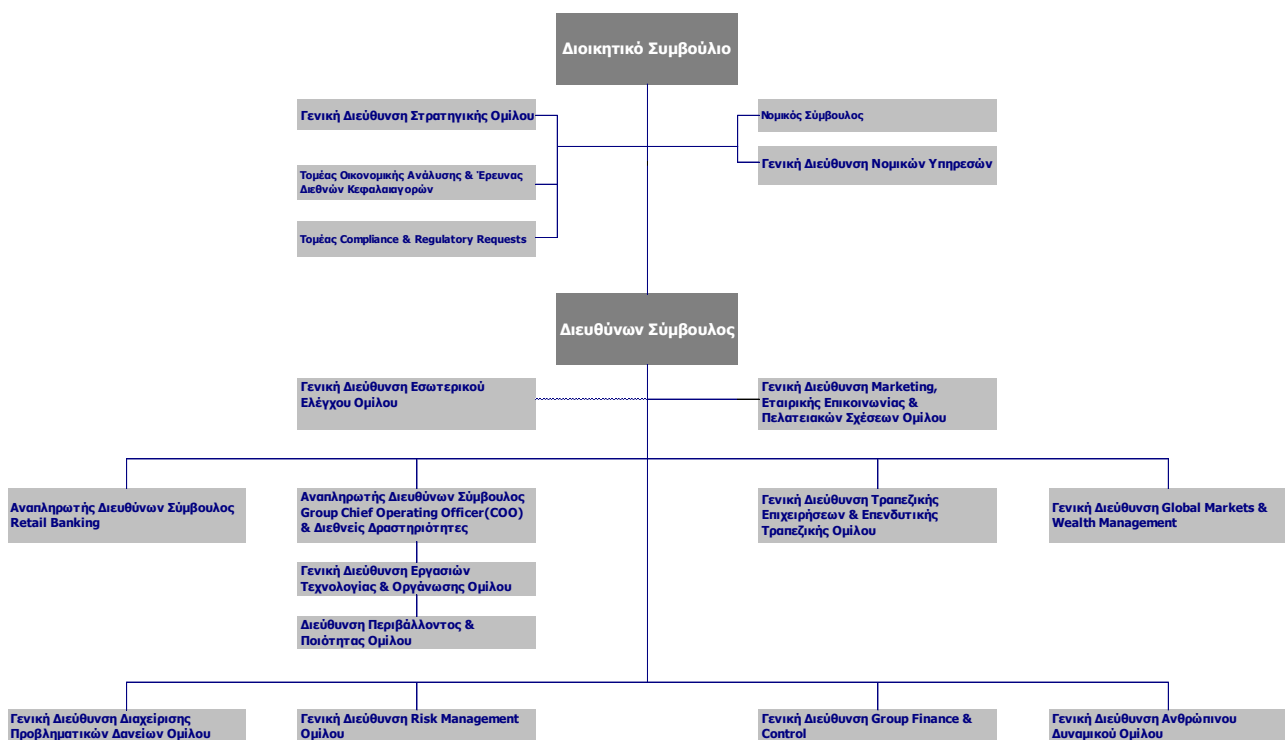 Διοικητικό Συμβούλιο
Γενική Διεύθυνση Στρατηγικής Ομίλου
Νομικός Σύμβουλος
Γενική Διεύθυνση Νομικών Υπηρεσών
Τομέας Οικονομικής Ανάλυσης & Έρευνας
Διεθνών Κεφαλαιαγορών
Τομέας Compliance & Regulatory Requests
Διευθύνων Σύμβουλος
Γενική Διεύθυνση Εσωτερικού
Ελέγχου Ομίλου
Γενική Διεύθυνση Marketing,
Εταιρικής Επικοινωνίας &
Πελατειακών Σχέσεων Ομίλου
Αναπληρωτής Διευθύνων Σύμβουλος
Retail Banking
Αναπληρωτής Διευθύνων Σύμβουλος
Group Chief Operating Officer(COO)
& Διεθνείς Δραστηριότητες
Γενική Διεύθυνση Τραπεζικής
Επιχειρήσεων & Επενδυτικής
Τραπεζικής Ομίλου
Γενική Διεύθυνση Global Markets &
Wealth Management
Γενική Διεύθυνση Εργασιών
Τεχνολογίας & Οργάνωσης Ομίλου
Διεύθυνση Περιβάλλοντος &
Ποιότητας Ομίλου
Γενική Διεύθυνση Διαχείρισης
Προβληματικών Δανείων Ομίλου
Γενική Διεύθυνση Risk Management
Ομίλου
Γενική Διεύθυνση Group Finance &
Control
Γενική Διεύθυνση Ανθρώπινου
Δυναμικού Ομίλου